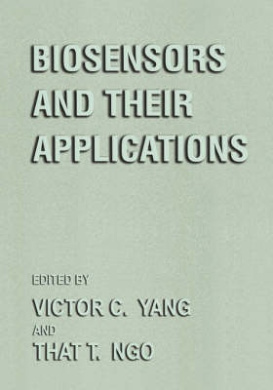 BIOSENSORS
AND THEIR
APPLICATIONS
EDITED BY
VICTOR C. YANG
AND
THAT T. NGO